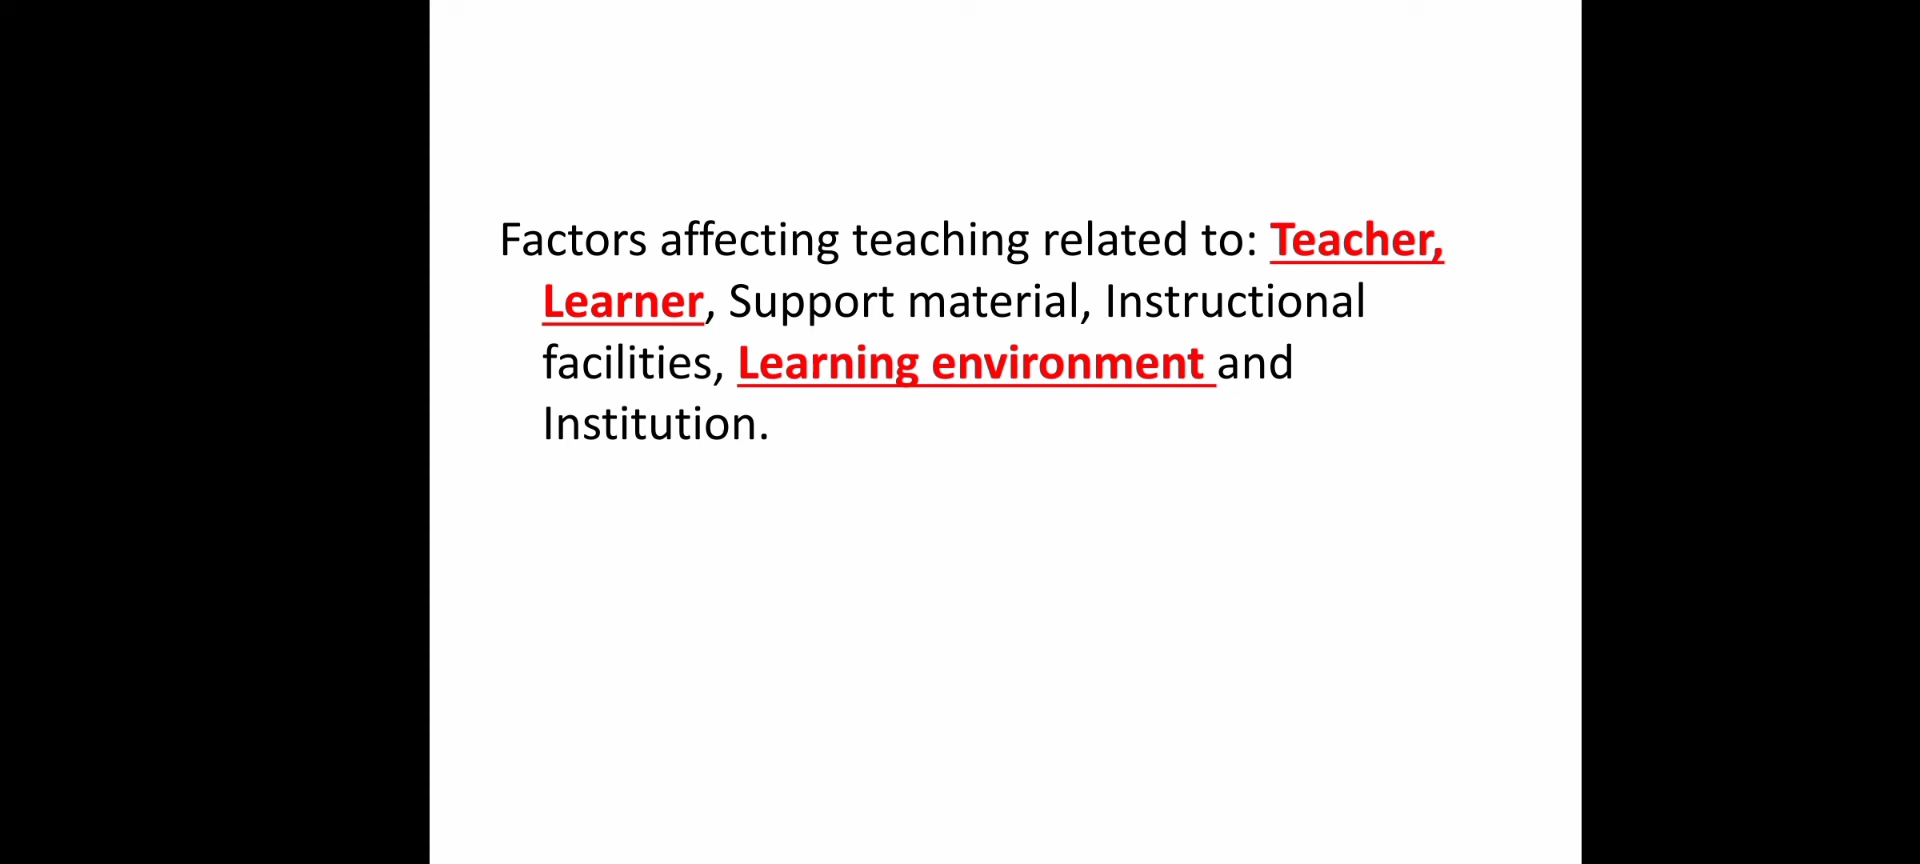 Factors affecting teaching related to: Teacher,
Learner, Support material, Instructional
facilities, Learning environment and
Institution.